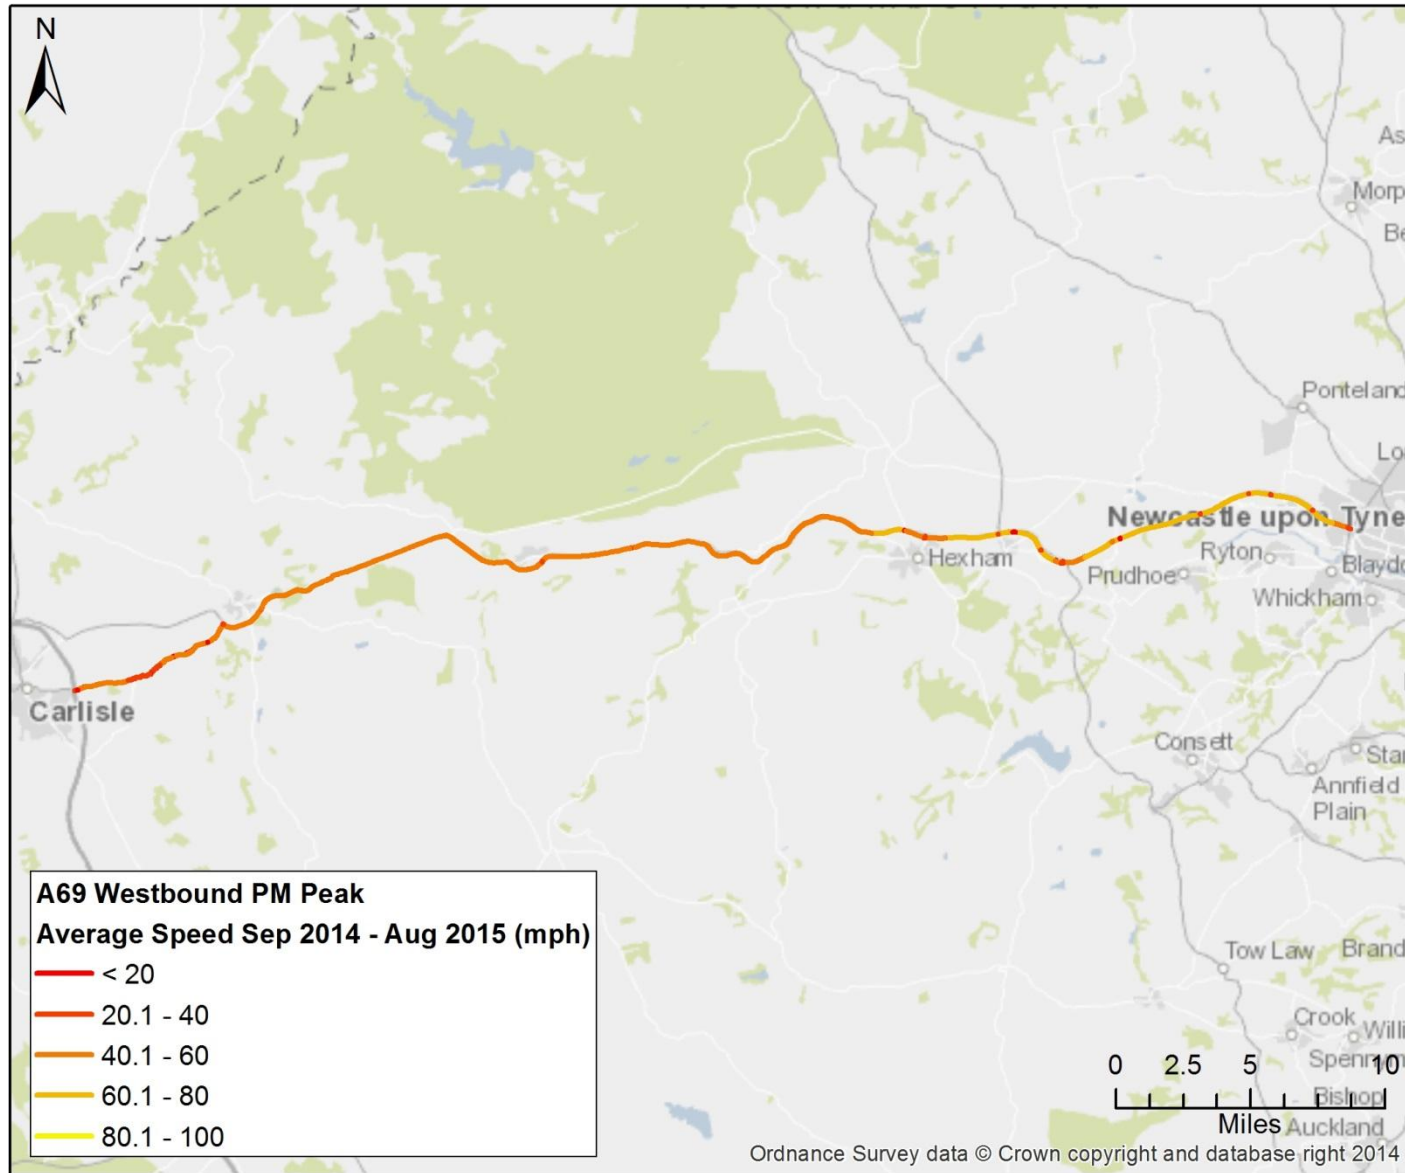 N
As
Morp
Be
Ponteland
Lo
Newcastle upon Tyne
Hexham
Ryton
Prudhoe
Blaydo
Whickham
Carlisle
Consett
Stan
Annfield
Plain
A69 Westbound PM Peak
Average Speed Sep 2014 - Aug 2015 (mph)
< 20
20.1 - 40
40.1 - 60
60.1 - 80
80.1 - 100
Tow Law
Brand
Crook
Willi
Spennym
0 2.5 5 10
Bishop
Miles
Auckland
Ordnance Survey data © Crown copyright and database right 2014